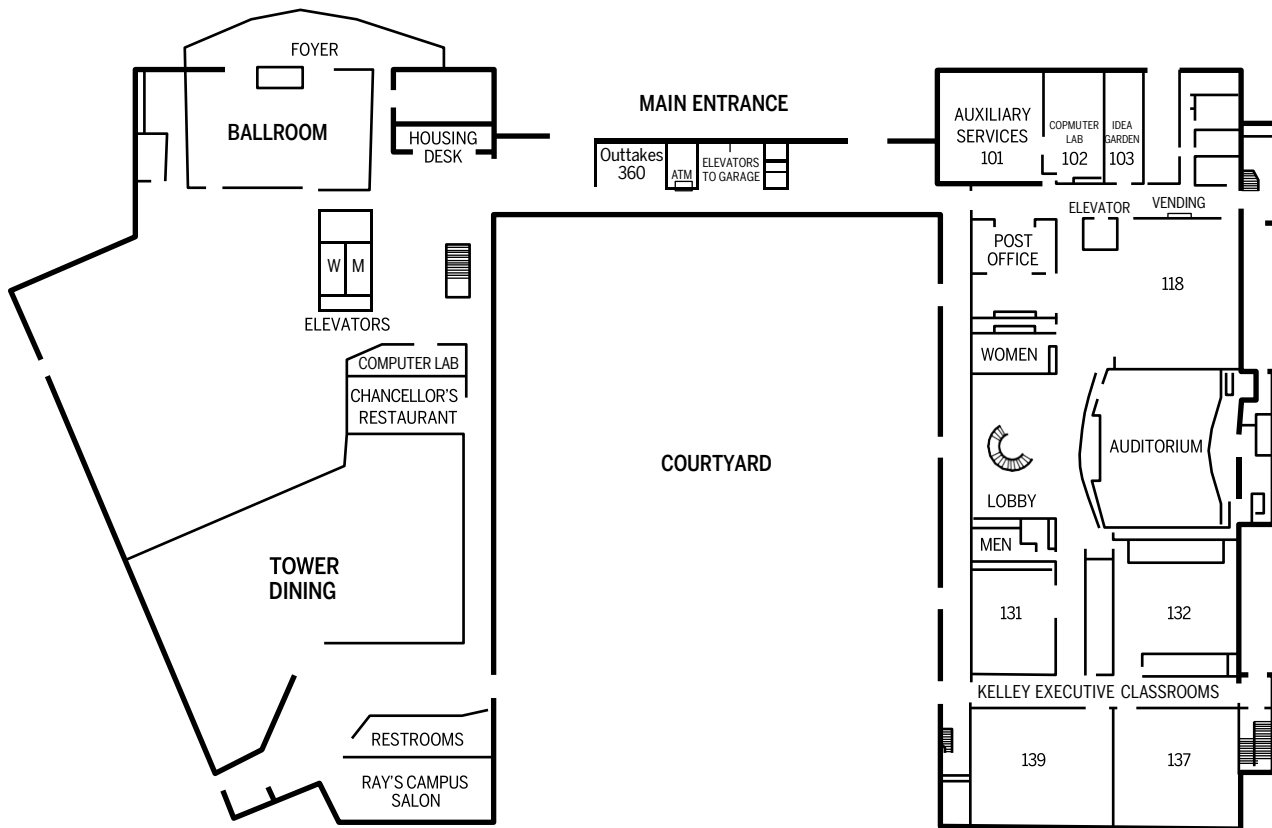 FOYER
BALLROOM
HOUSING
DESK
MAIN ENTRANCE
Outtakes
360
ATM
ELEVATORS
TO GARAGE
AUXILIARY
SERVICES
101
COPMUTER
LAB
102
IDEA
GARDEN
103
ELEVATOR
VENDING
POST
OFFICE
118
W
M
ELEVATORS
COMPUTER LAB
CHANCELLOR'S
RESTAURANT
WOMEN
COURTYARD
AUDITORIUM
LOBBY
MEN
TOWER
DINING
131
132
KELLEY EXECUTIVE CLASSROOMS
RESTROOMS
RAY'S CAMPUS
SALON
139
137